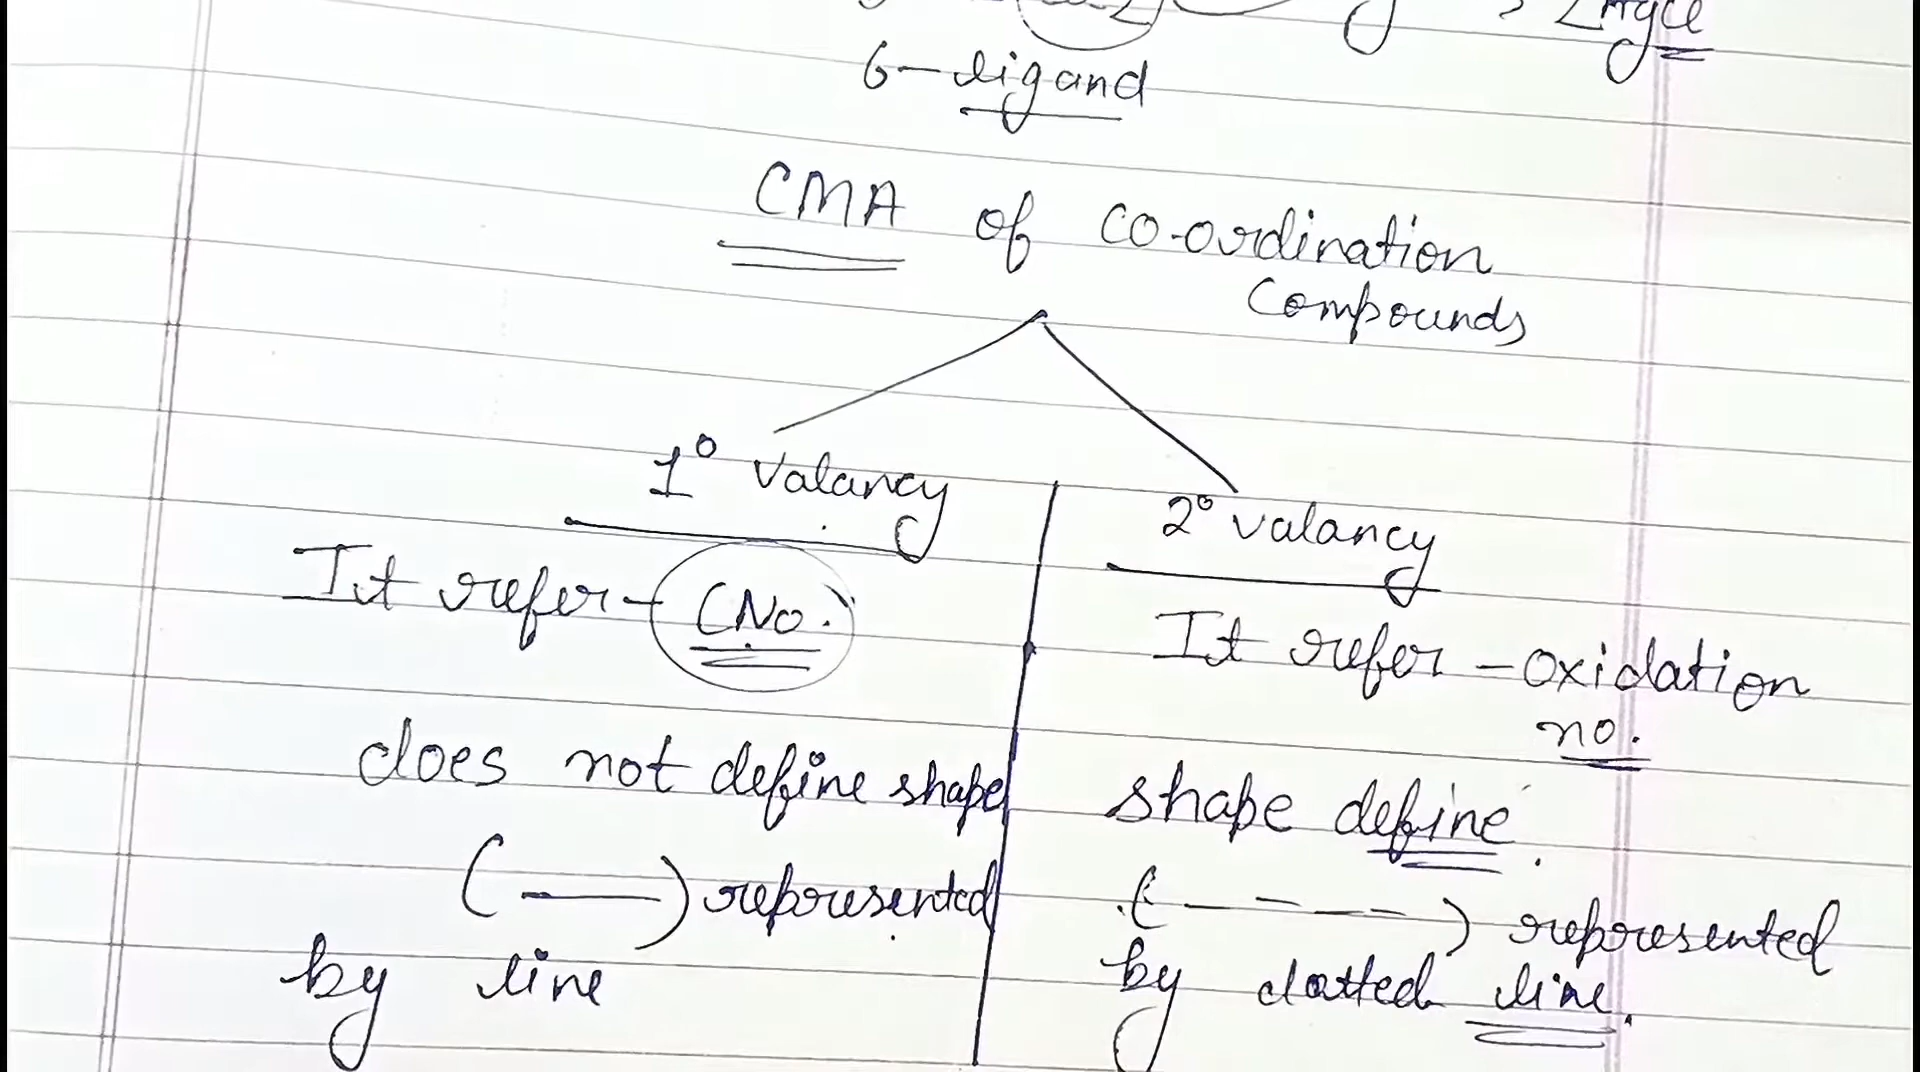 6-ligand
CMA of co-ordination
Compounds
1° valancy
It refer- (CNo.)
does not define shape
(—) represented
by line
2° valancy
It refer - oxidation
no.
shape define.
(- - - -) represented
by dotted line.